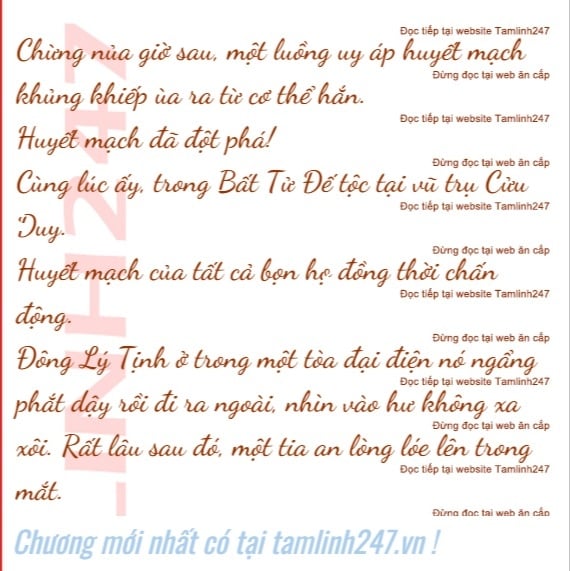 Đọc tiếp tại website Tamlinh247
Chừng nủa giờ sau, một luồng uy áp huyết mạch
Đừng đọc tại web ăn cắp
khủng khiếp ùa ra từ cơ thể hắn.
Đọc tiếp tại website Tamlinh247
Huyết mạch đã đột phá!
Đừng đọc tại web ăn cắp
Cùng lúc ấy, trong Bất Tử Đế tộc tại vũ trụ Cửu
Đọc tiếp tại website Tamlinh247
Duy.
Đừng đọc tại web ăn cắp
Huyết mạch của tất cả bọn họ đồng thời chấn
Đọc tiếp tại website Tamlinh247
động.
Đừng đọc tại web ăn cắp
Đông Lý Tịnh ở trong một tòa đại điện nó ngẩng
Đọc tiếp tại website Tamlinh247
phắt dậy rồi đi ra ngoài, nhìn vào hư không xa
Đừng đọc tại web ăn cắp
xôi. Rất lâu sau đó, một tia an lòng lóe lên trong
Đọc tiếp tại website Tamlinh247
mắt.
Đừng đọc tại web ăn cắp
Chương mới nhất có tại tamlinh247.vn !
INH247